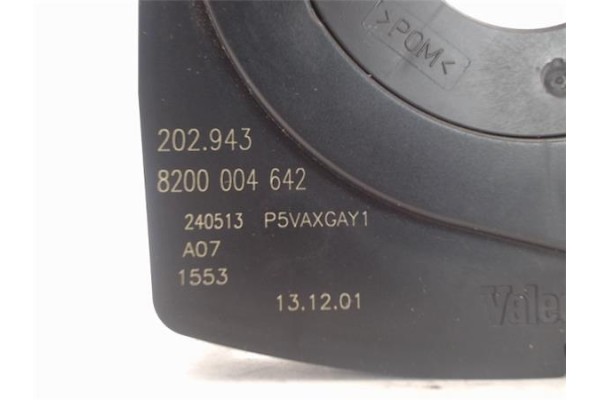 >POM<
202.943
8200 004 642
240513 P5VAXGAY1
A07
1553
13.12.01